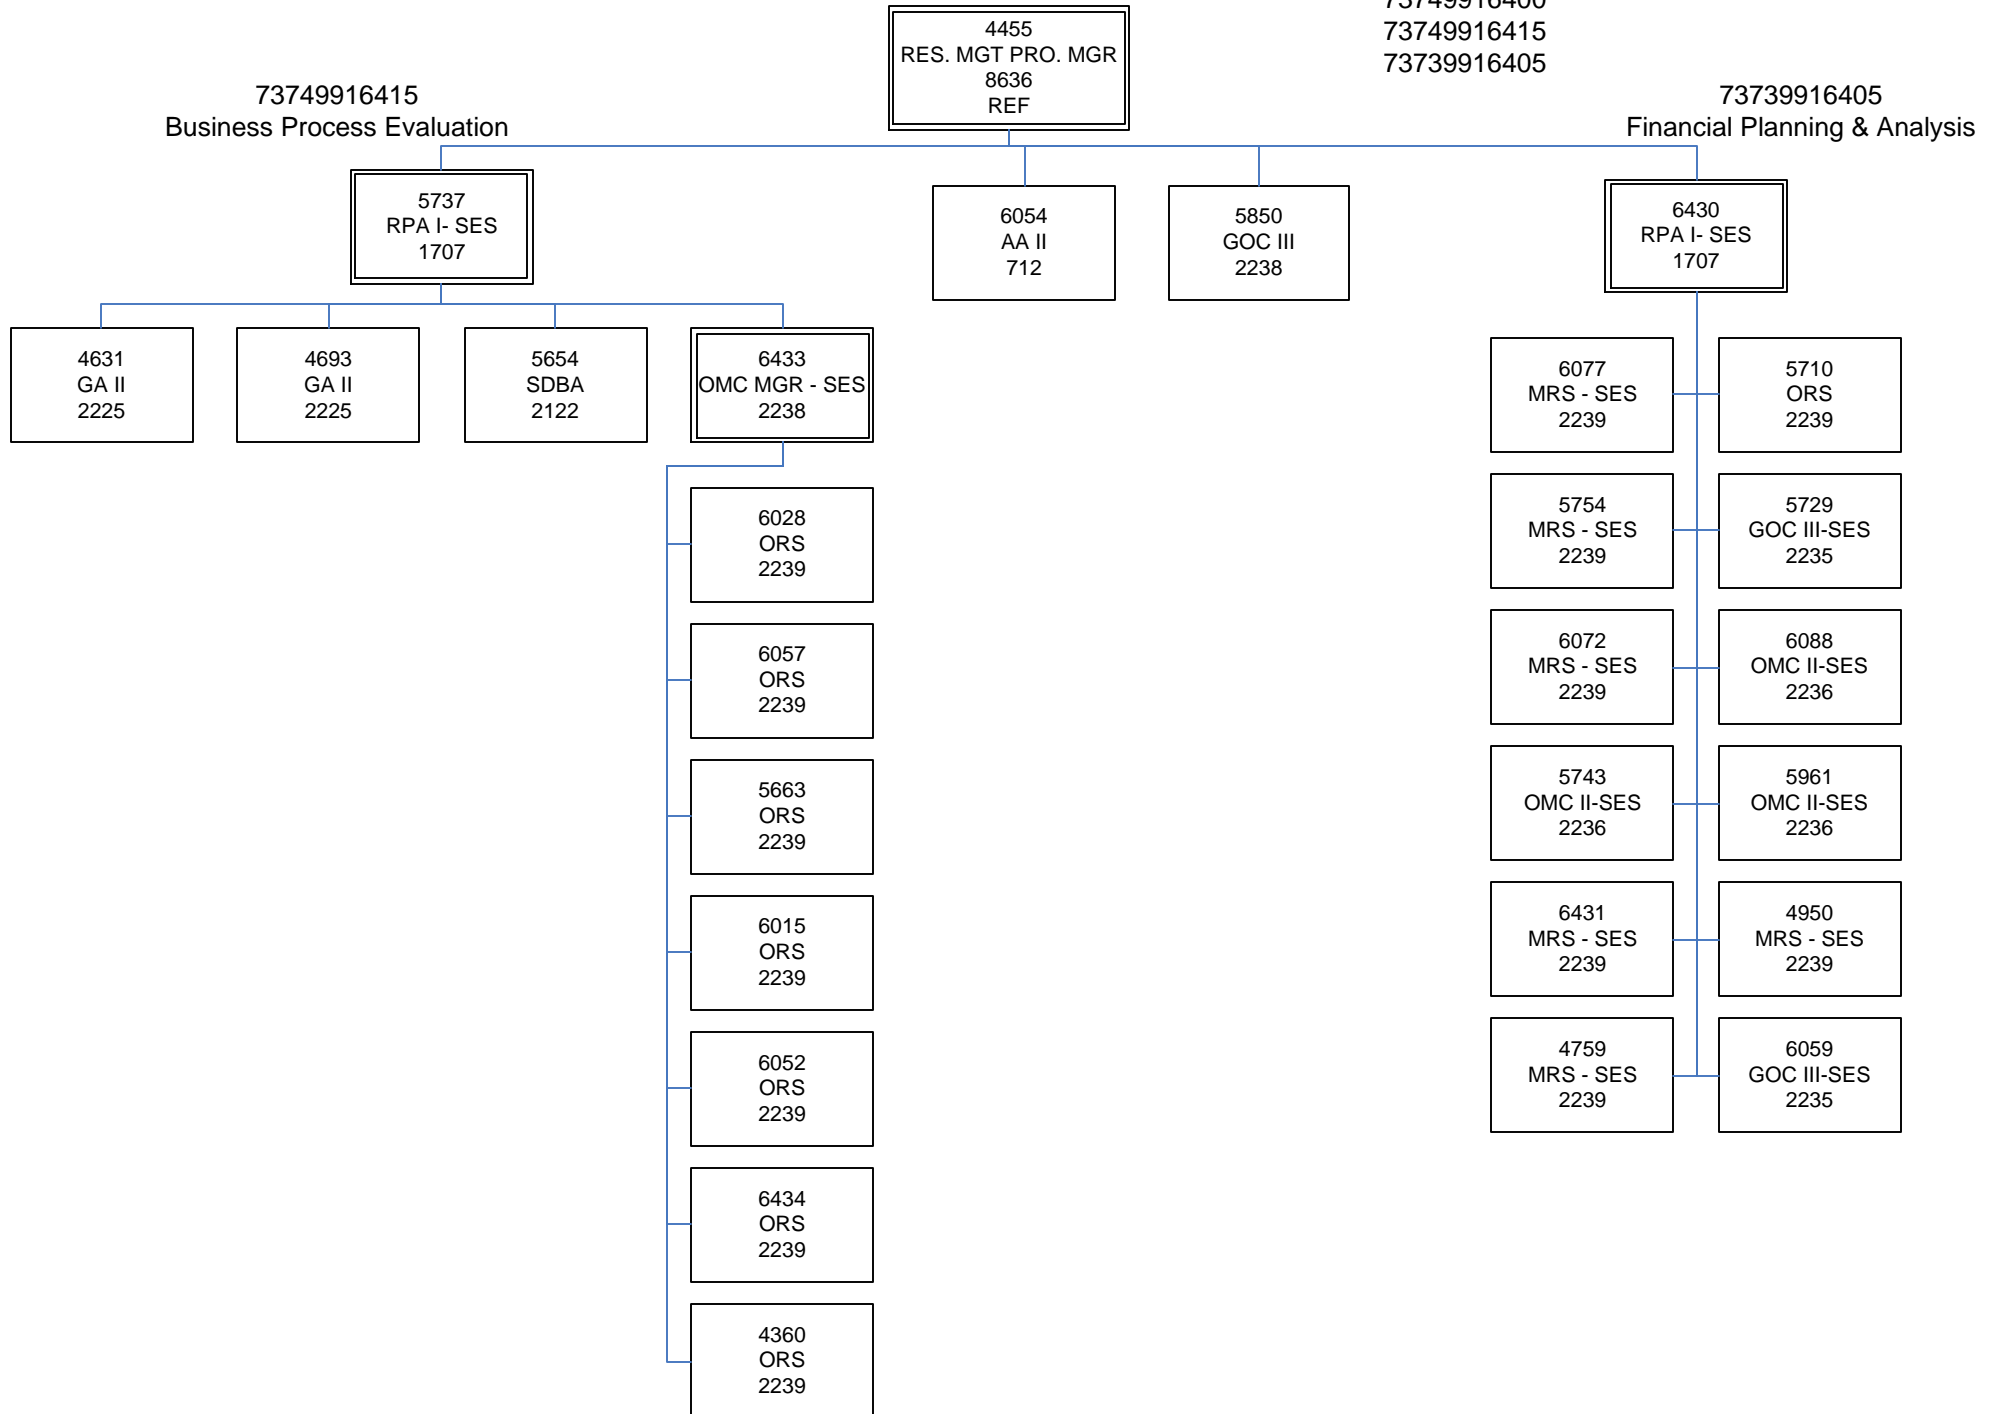 73749916400
73749916415
73739916405
4455
RES. MGT PRO. MGR
8636
REF
73749916415
Business Process Evaluation
73739916405
Financial Planning & Analysis
5737
RPA I- SES
1707
6054
AA II
712
5850
GOC III
2238
6430
RPA I- SES
1707
4631
GA II
2225
4693
GA II
2225
5654
SDBA
2122
6433
OMC MGR - SES
2238
6028
ORS
2239
6057
ORS
2239
5663
ORS
2239
6015
ORS
2239
6052
ORS
2239
6434
ORS
2239
4360
ORS
2239
6077
MRS - SES
2239
5710
ORS
2239
5754
MRS - SES
2239
5729
GOC III-SES
2235
6072
MRS - SES
2239
6088
OMC II-SES
2236
5743
OMC II-SES
2236
5961
OMC II-SES
2236
6431
MRS - SES
2239
4950
MRS - SES
2239
4759
MRS - SES
2239
6059
GOC III-SES
2235